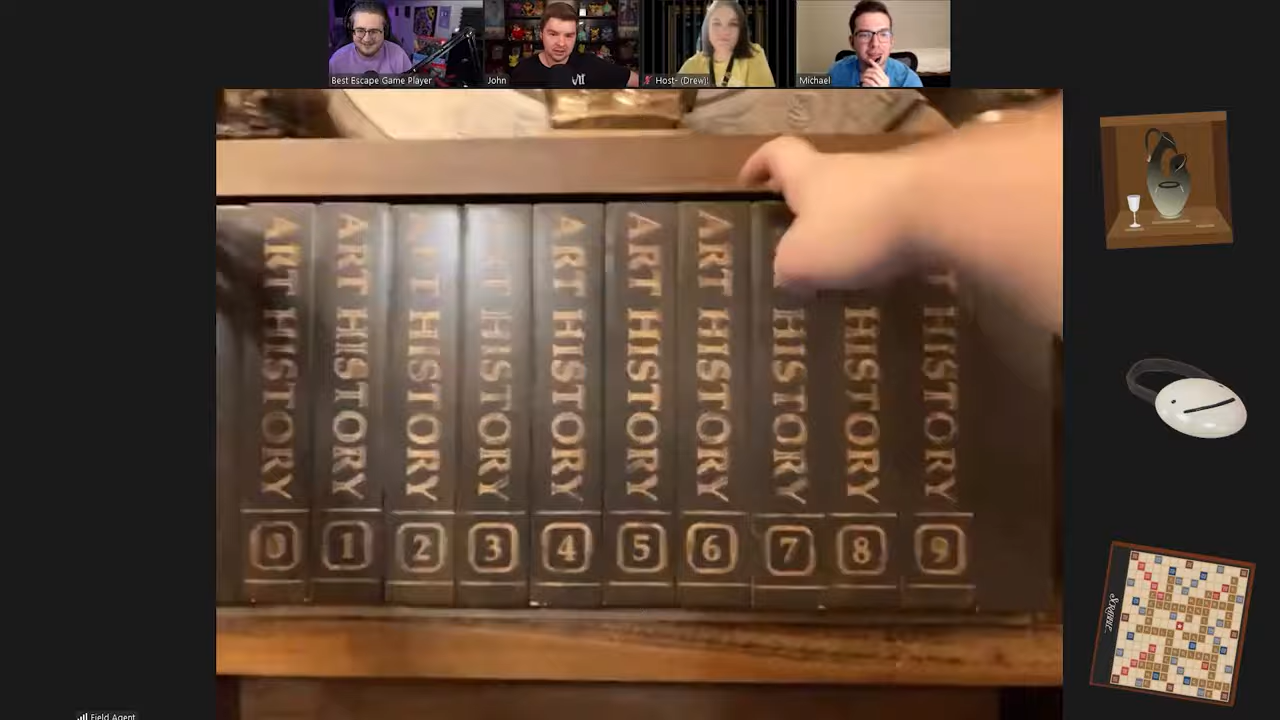 Best Escape Game Player
John
Host- (Drew)!
Michael
ART HISTORY
0
ART HISTORY
1
ART HISTORY
2
ART HISTORY
3
ART HISTORY
4
ART HISTORY
5
ART HISTORY
6
HISTORY
7
HISTORY
8
HISTORY
9
Field Agent